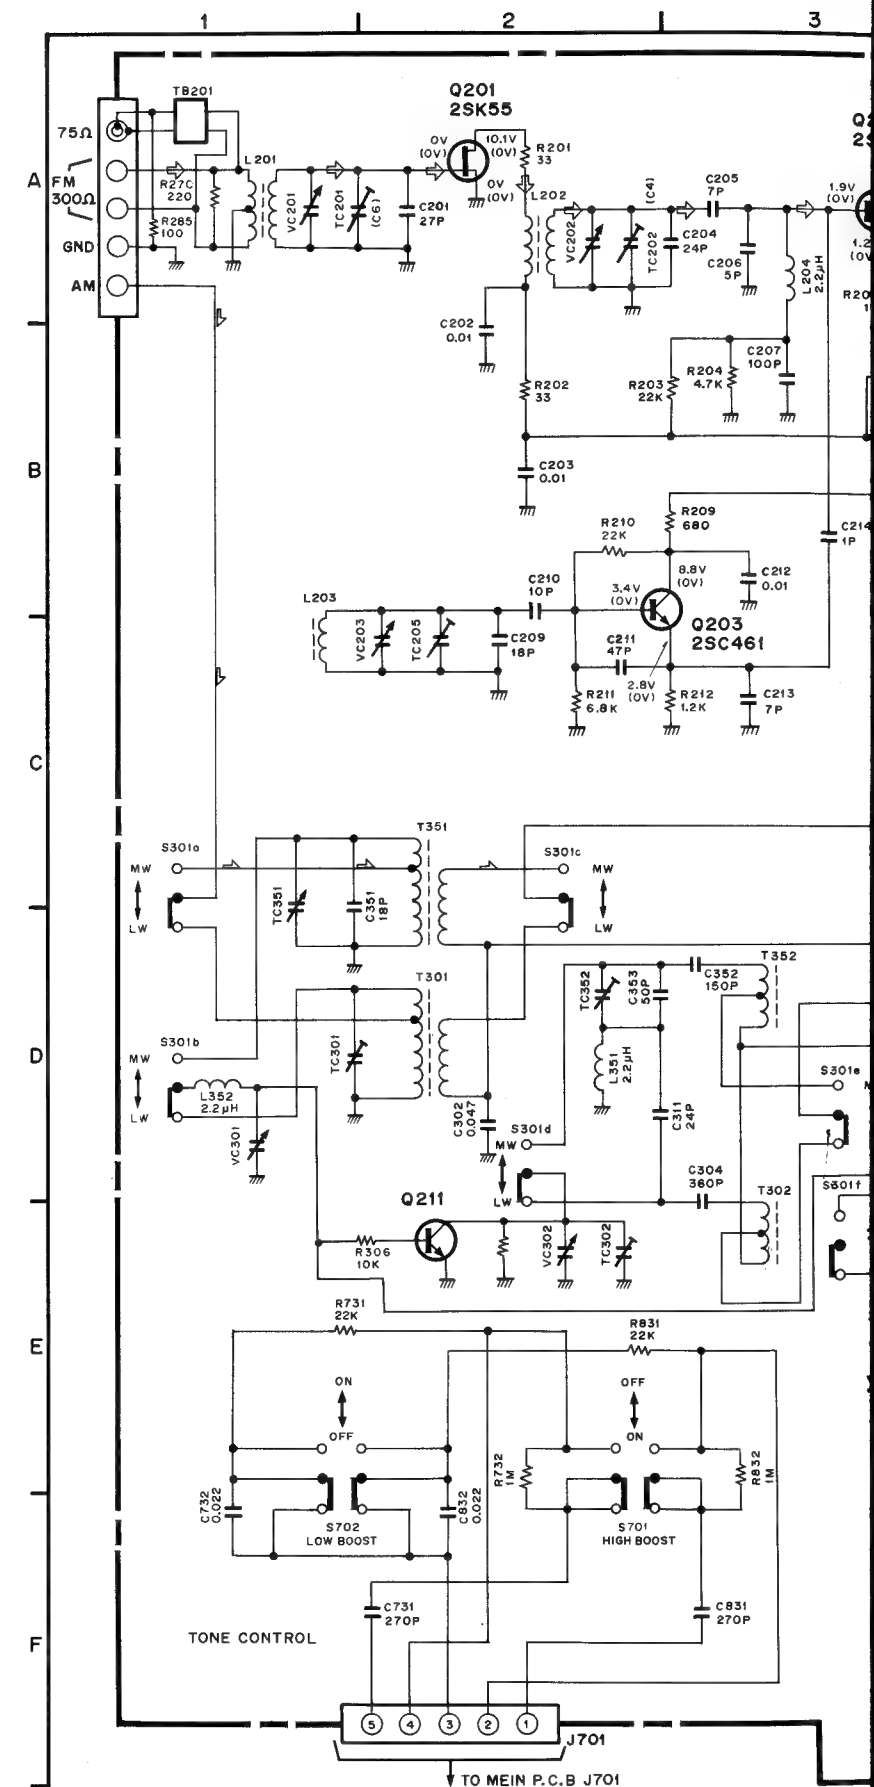 1 2 3
Q201
2SK55
TB201
75Ω
FM
300Ω
GND
AM
A
R27C
220
R285
100
L201
VC201
TC201
(C6)
C201
27P
0V
(0V)
10.1V
(0V)
0V
(0V)
R201
33
L202
VC202
TC202
(C4)
C204
24P
C205
7P
C206
5P
L204
2.2µH
1.9V
(0V)
C202
0.01
R202
33
R203
22K
R204
4.7K
C207
100P
B
C203
0.01
R209
680
R210
22K
C214
1P
C210
10P
3.4V
(0V)
8.8V
(0V)
C212
0.01
L203
VC203
TC205
C209
18P
Q203
2SC461
C211
47P
2.8V
(0V)
R211
6.8K
R212
1.2K
C213
7P
C
T351
S301a
MW
LW
TC351
C351
18P
S301c
MW
LW
T301
TC301
TC352
C353
50P
C352
150P
T352
D
S301b
MW
LW
L352
2.2µH
VC301
C302
0.047
L351
2.2µH
C311
24P
S301d
MW
LW
S301e
C304
360P
T302
S301f
Q211
R306
10K
VC302
TC302
E
R731
22K
R831
22K
ON
OFF
OFF
ON
R732
1M
R832
1M
C732
0.022
C832
0.022
S702
LOW BOOST
S701
HIGH BOOST
C731
270P
C831
270P
F
TONE CONTROL
5 4 3 2 1
J701
TO MEIN P.C.B J701